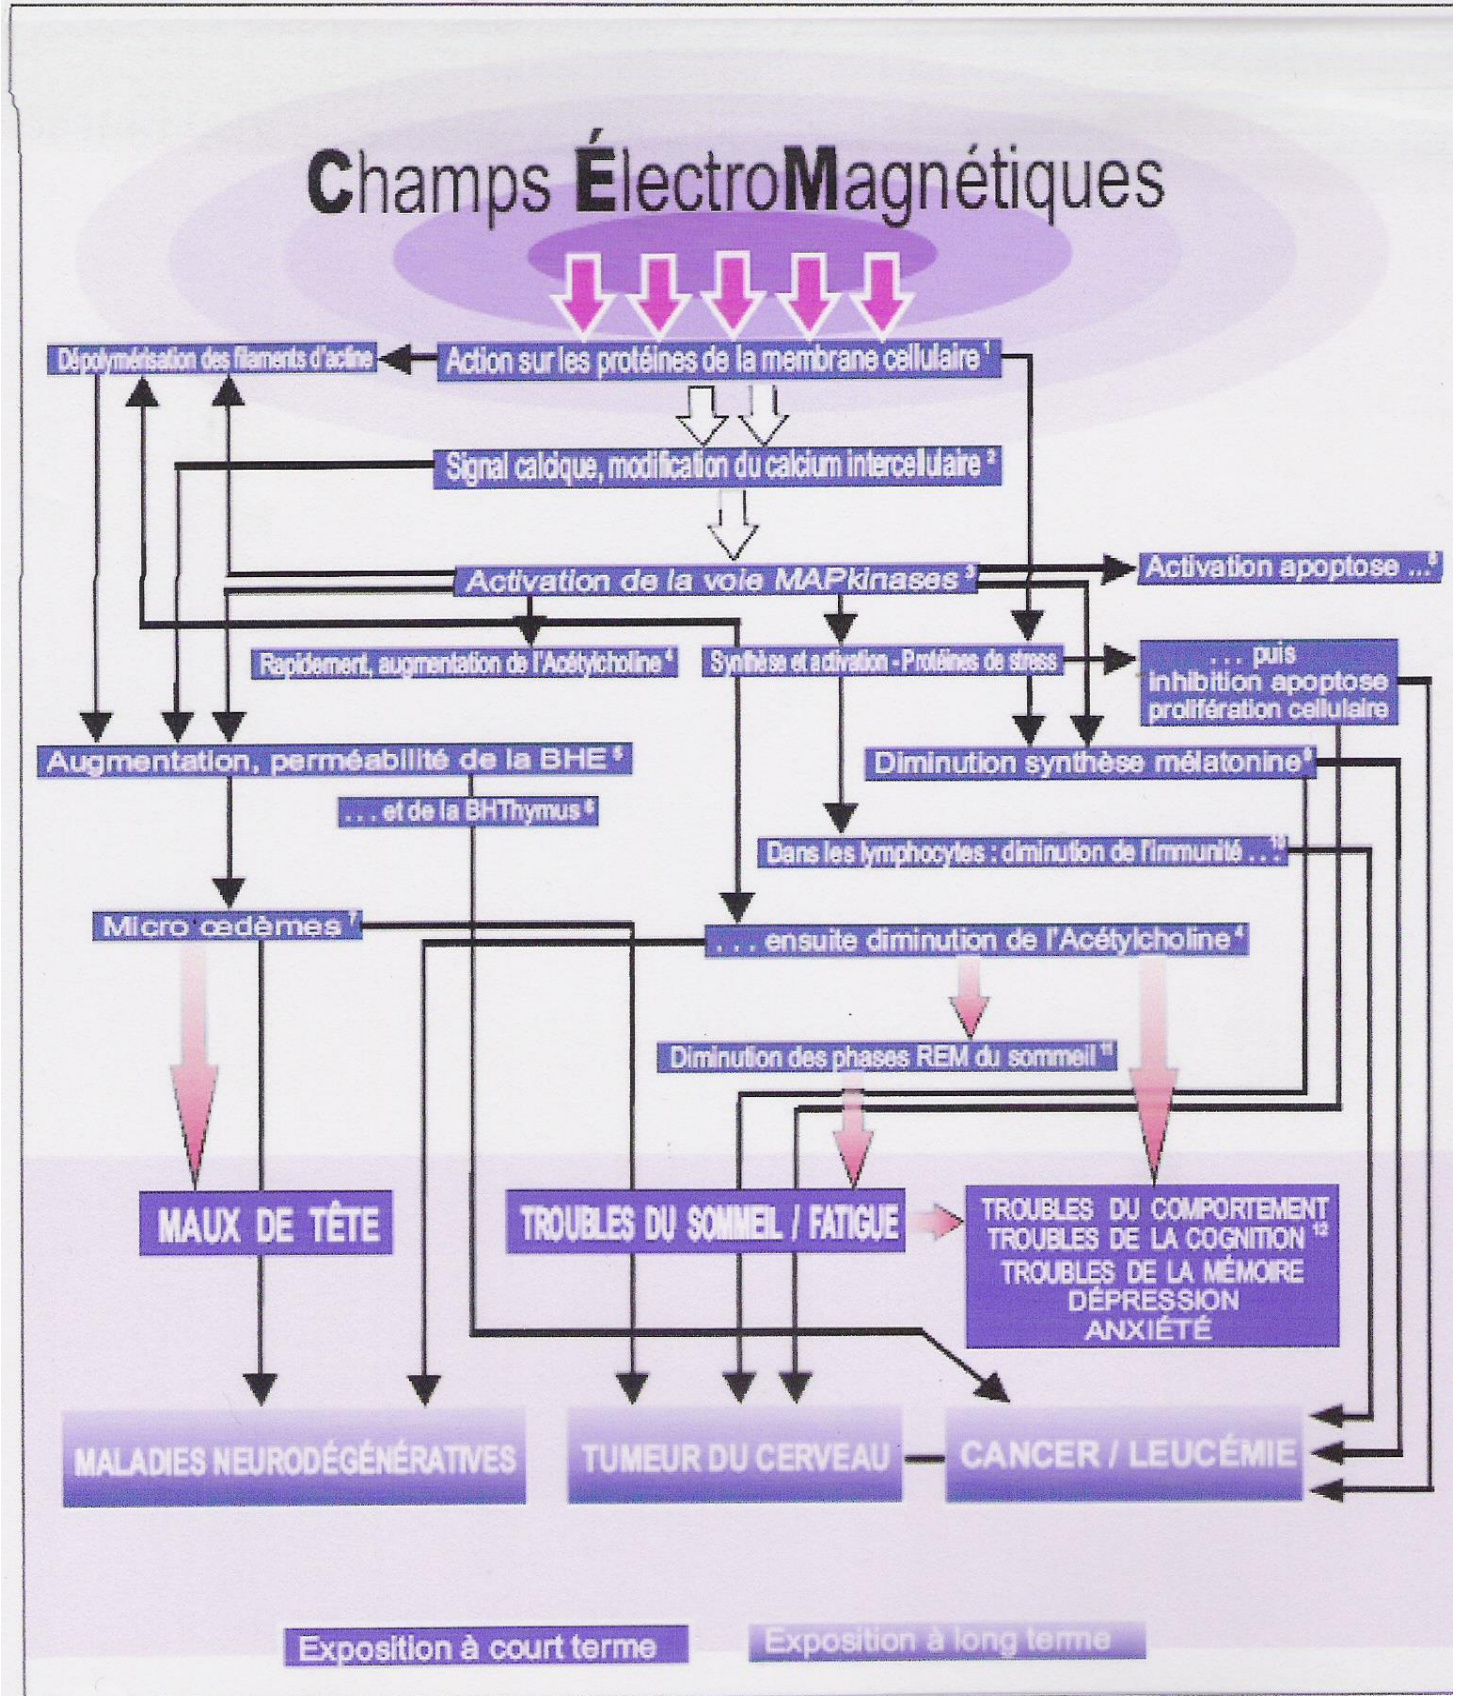 Champs ÉlectroMagnétiques
Dépolymérisation des filaments d'actine
Action sur les protéines de la membrane cellulaire 1
Signal calcique, modification du calcium intercellulaire 2
Activation de la voie MAPkinases 3
Activation apoptose ... 8
Rapidement, augmentation de l'Acétylcholine 4
Synthèse et activation - Protéines de stress
... puis
inhibition apoptose
prolifération cellulaire
Augmentation, perméabilité de la BHE 5
Diminution synthèse mélatonine 9
... et de la BHThymus 6
Dans les lymphocytes : diminution de l'immunité ... 10
Micro œdèmes 7
... ensuite diminution de l'Acétylcholine 4
Diminution des phases REM du sommeil 11
MAUX DE TÊTE
TROUBLES DU SOMMEIL / FATIGUE
TROUBLES DU COMPORTEMENT
TROUBLES DE LA COGNITION 12
TROUBLES DE LA MÉMOIRE
DÉPRESSION
ANXIÉTÉ
MALADIES NEURODÉGÉNÉRATIVES
TUMEUR DU CERVEAU
CANCER / LEUCÉMIE
Exposition à court terme
Exposition à long terme